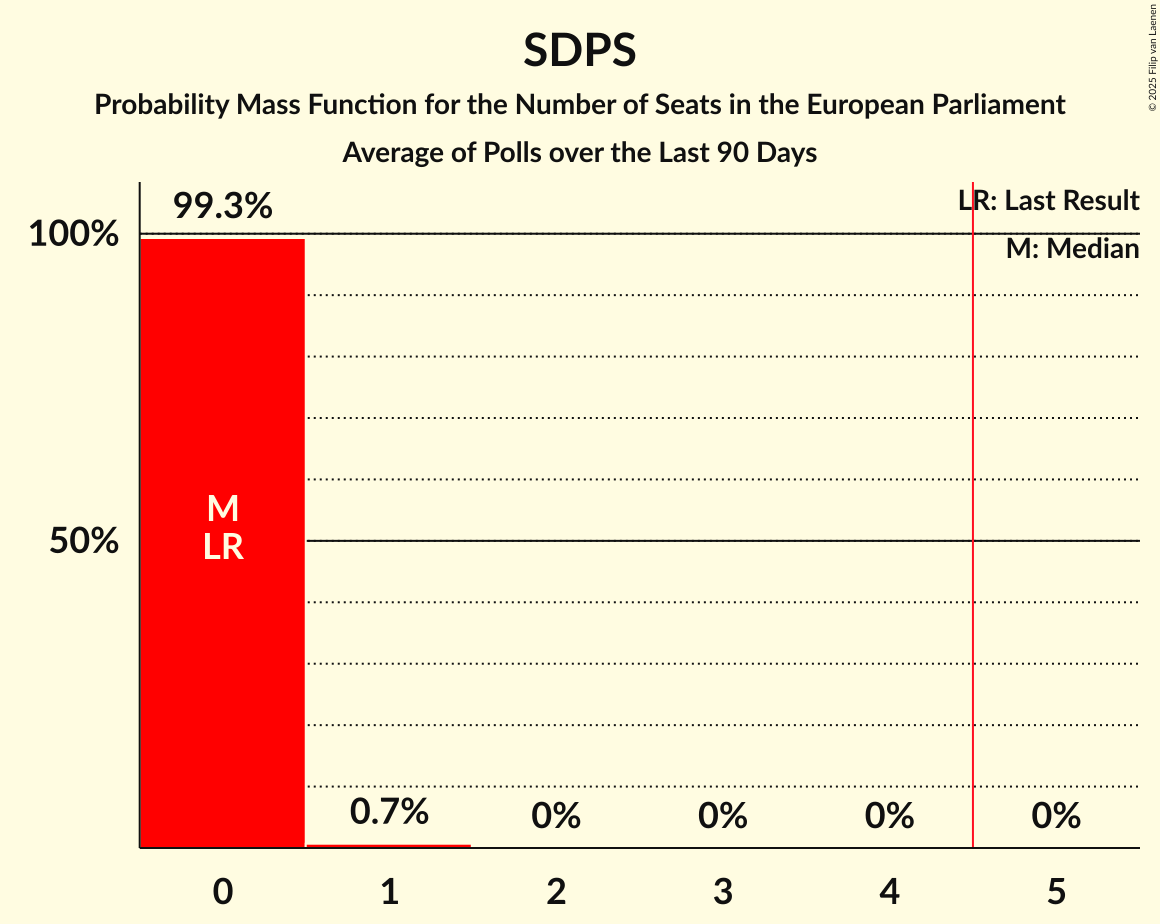 SDPS
Probability Mass Function for the Number of Seats in the European Parliament
Average of Polls over the Last 90 Days
© 2025 Filip van Laenen
LR: Last Result
M: Median
99.3%
100%
M
LR
50%
0.7%
0%
0%
0%
0%
0
1
2
3
4
5